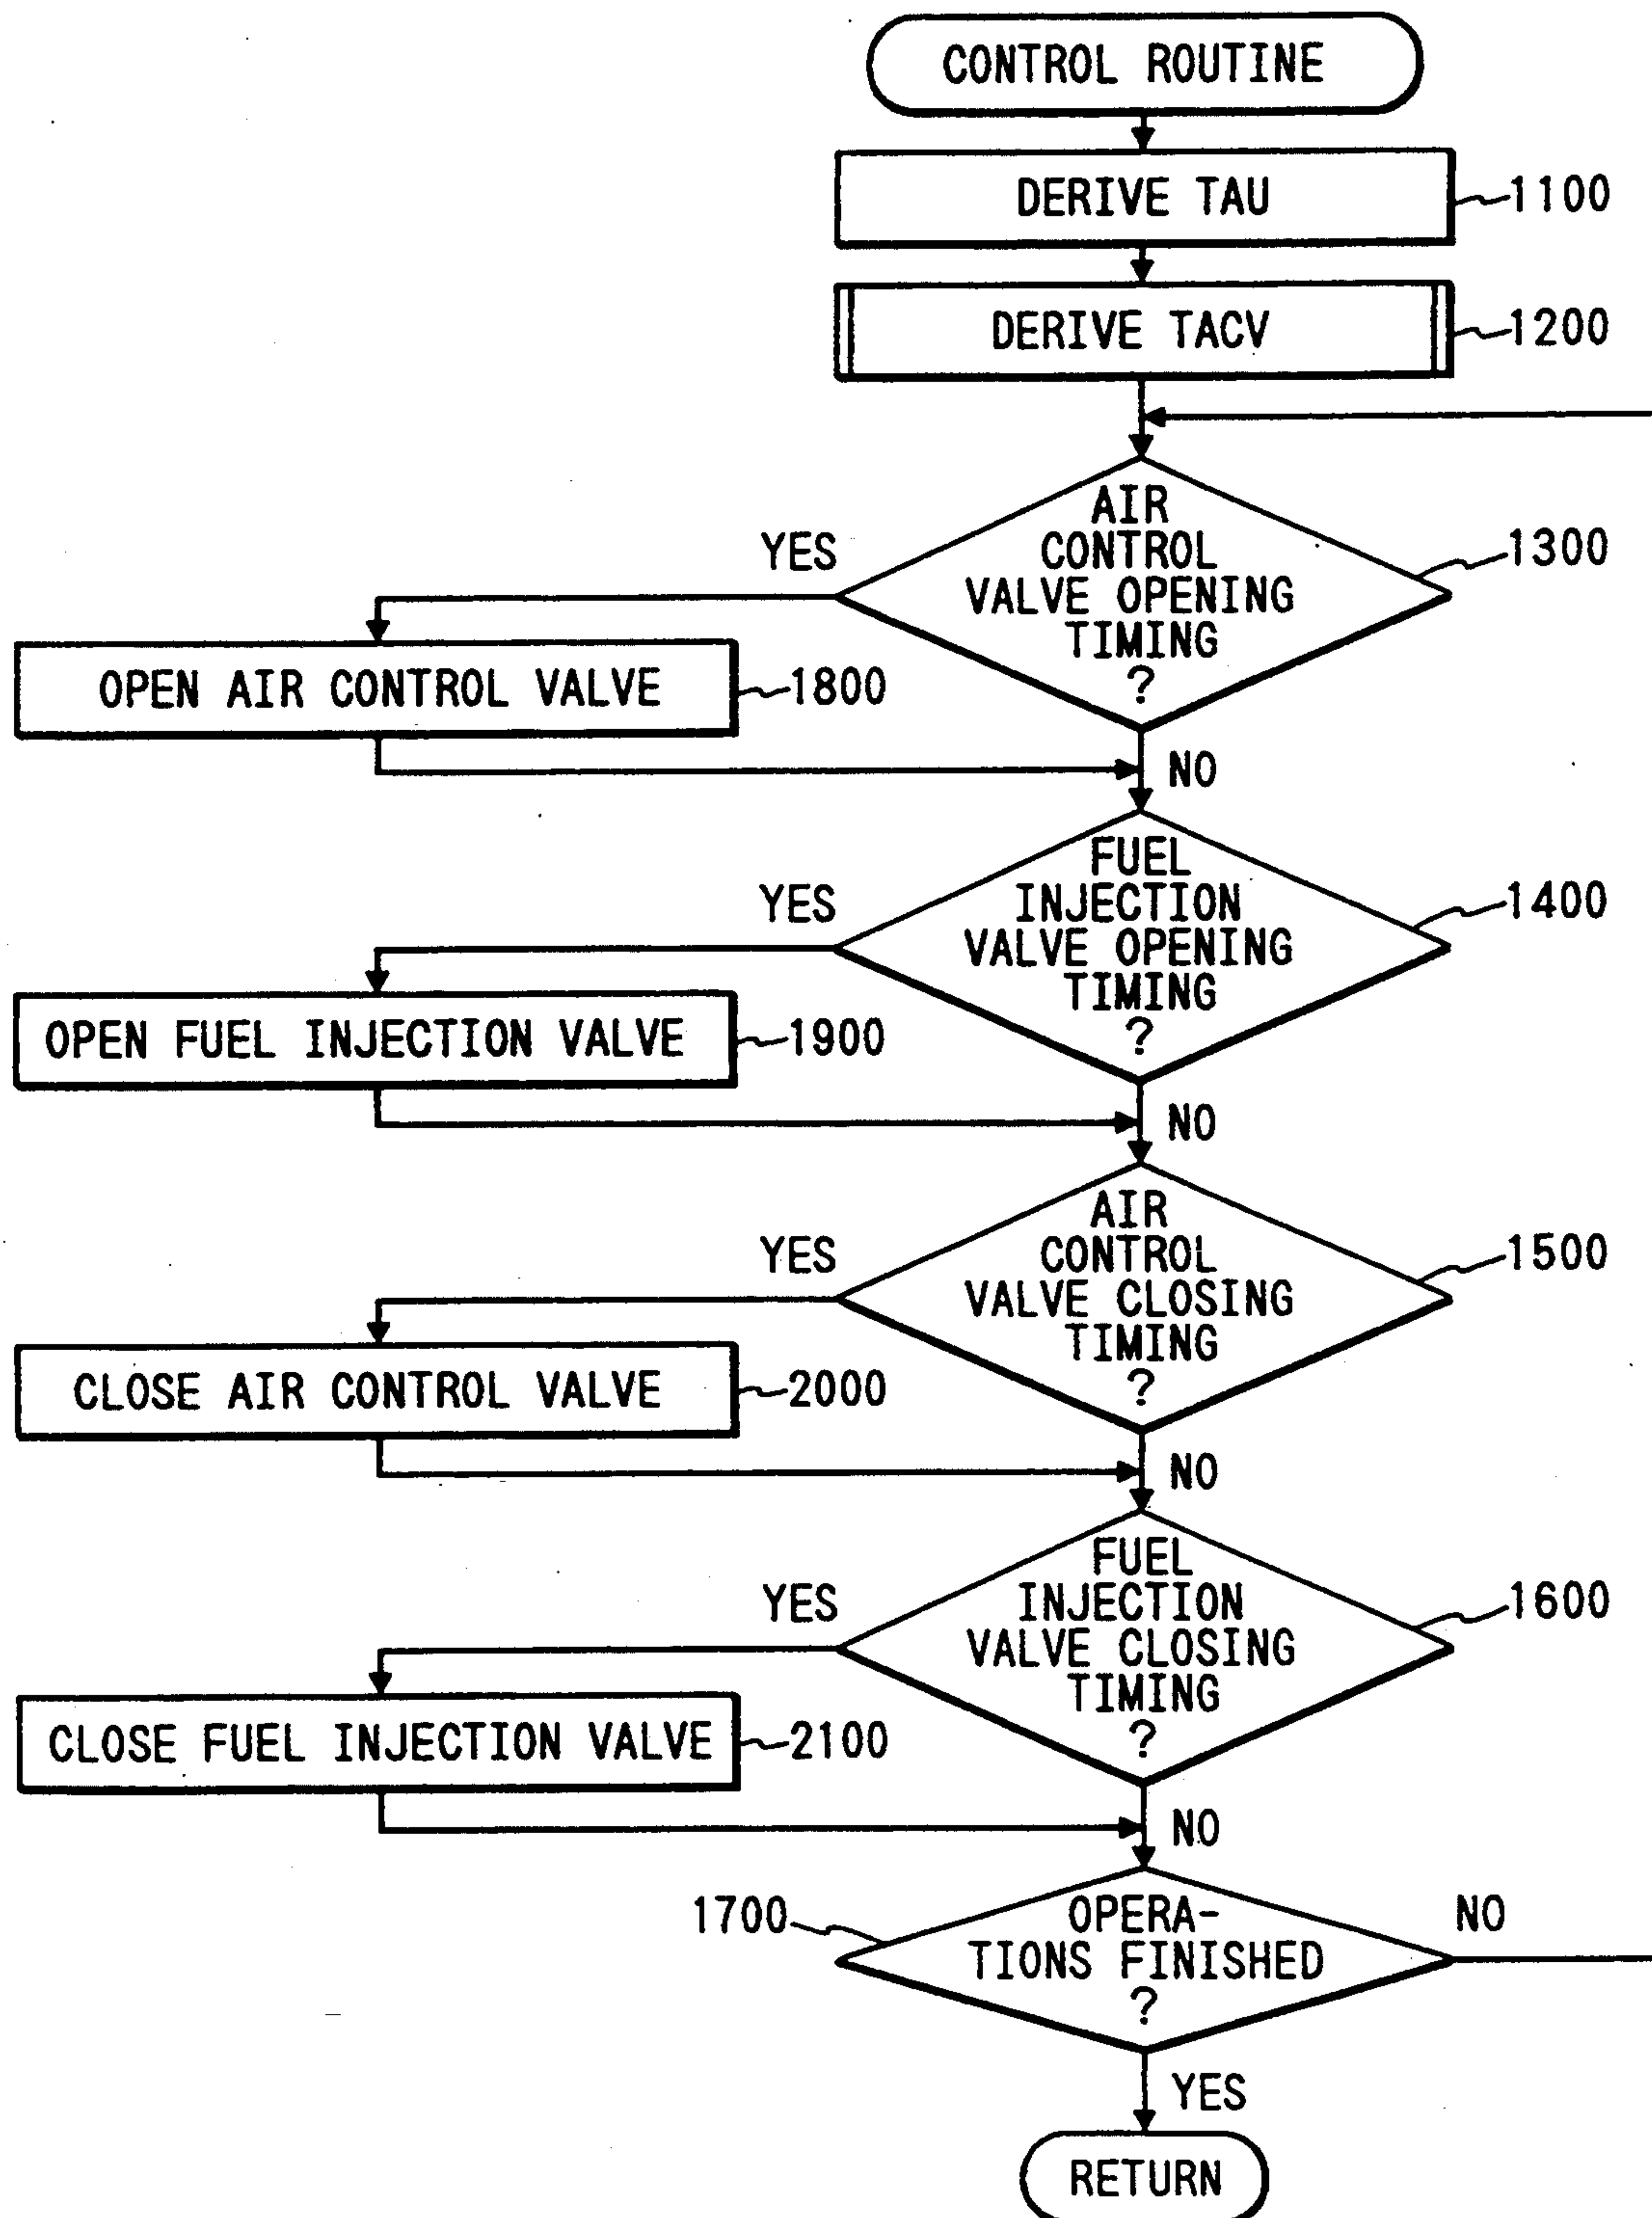 CONTROL ROUTINE
DERIVE TAU
1100
DERIVE TACV
1200
AIR
CONTROL
VALVE OPENING
TIMING
?
1300
YES
OPEN AIR CONTROL VALVE
1800
NO
FUEL
INJECTION
VALVE OPENING
TIMING
?
1400
YES
OPEN FUEL INJECTION VALVE
1900
NO
AIR
CONTROL
VALVE CLOSING
TIMING
?
1500
YES
CLOSE AIR CONTROL VALVE
2000
NO
FUEL
INJECTION
VALVE CLOSING
TIMING
?
1600
YES
CLOSE FUEL INJECTION VALVE
2100
NO
1700
OPERA-
TIONS FINISHED
?
NO
YES
RETURN